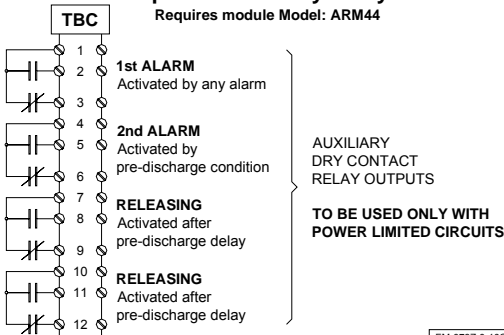 TBC
Requires module Model: ARM44
1
2
3
1st ALARM
Activated by any alarm
4
5
6
2nd ALARM
Activated by
pre-discharge condition
7
8
9
RELEASING
Activated after
pre-discharge delay
10
11
12
RELEASING
Activated after
pre-discharge delay
AUXILIARY
DRY CONTACT
RELAY OUTPUTS
TO BE USED ONLY WITH
POWER LIMITED CIRCUITS